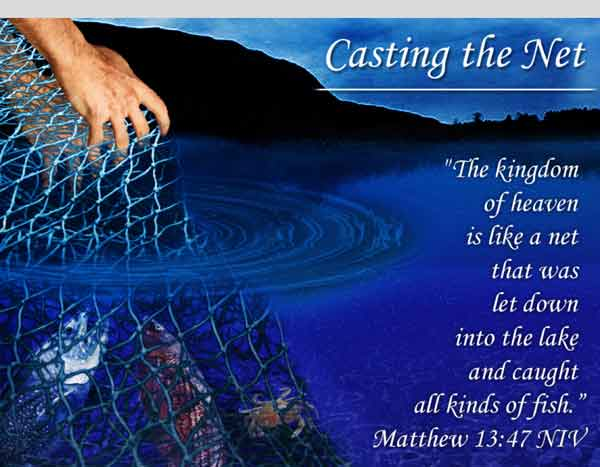 Casting the Net
"The kingdom
of heaven
is like a net
that was
let down
into the lake
and caught
all kinds of fish.”
Matthew 13:47 NIV